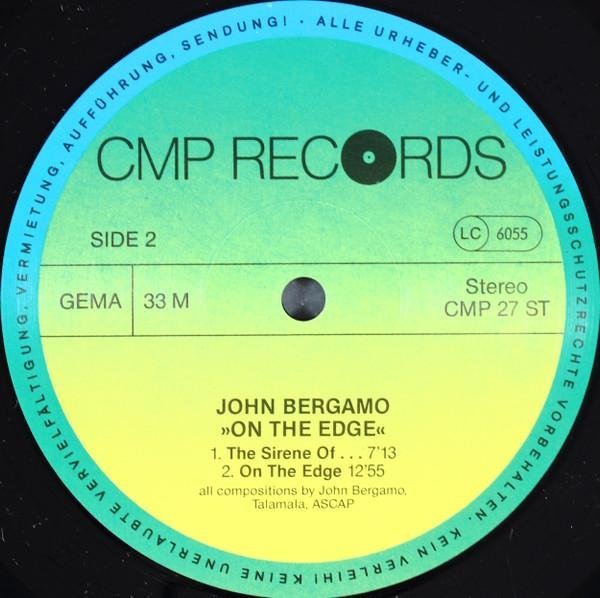 ALLE URHEBER- UND LEISTUNGSSCHUTZRECHTE VORBEHALTEN. KEIN VERLEIH! KEINE UNERLAUBTE VERVIELFÄLTIGUNG, VERMIETUNG, AUFFÜHRUNG, SENDUNG! ·
CMP RECORDS
SIDE 2
LC 6055
GEMA 33 M
Stereo
CMP 27 ST
JOHN BERGAMO
»ON THE EDGE«
1. The Sirene Of . . . 7'13
2. On The Edge 12'55
all compositions by John Bergamo,
Talamala, ASCAP